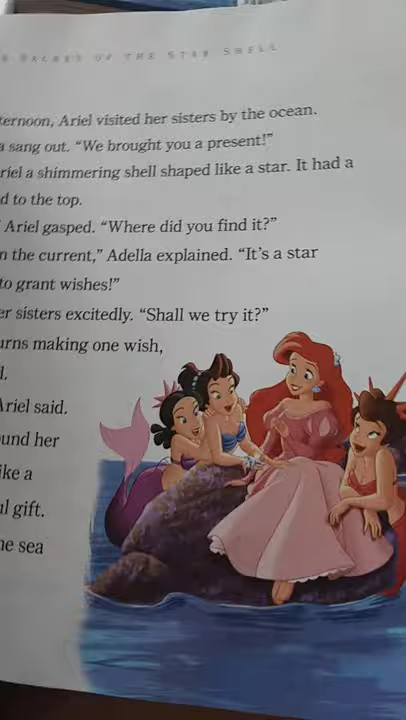 SECRET OF THE STAR SHELL
ternoon, Ariel visited her sisters by the ocean.
a sang out. “We brought you a present!”
riel a shimmering shell shaped like a star. It had a
d to the top.
Ariel gasped. “Where did you find it?”
n the current,” Adella explained. “It’s a star
to grant wishes!”
er sisters excitedly. “Shall we try it?”
urns making one wish,
l.
Ariel said.
ound her
ike a
ul gift.
he sea